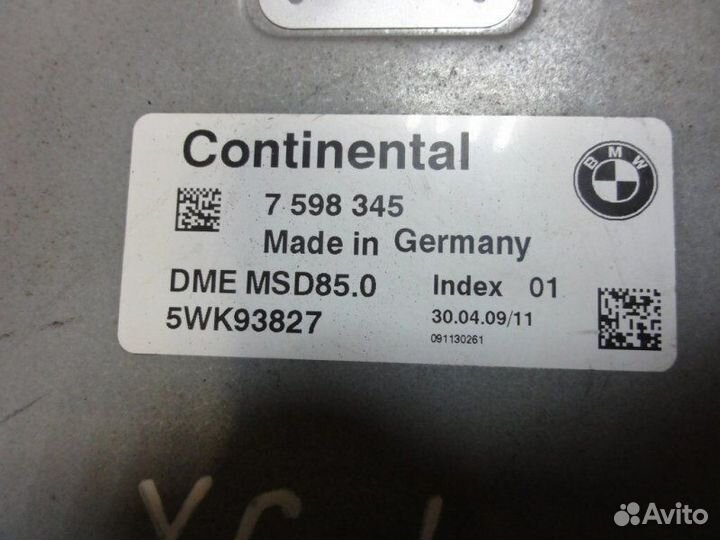 Continental
BMW
7 598 345
Made in Germany
DME MSD85.0 Index 01
5WK93827 30.04.09/11
091130261
Avito